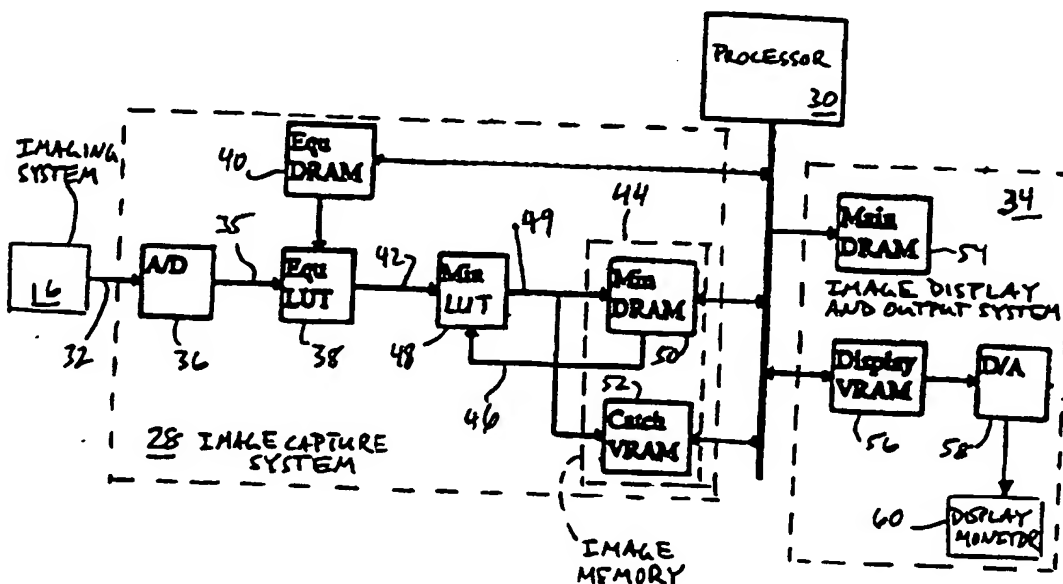 PROCESSOR
30
IMAGING
SYSTEM
16
32
A/D
36
35
Equ
DRAM
40
Equ
LUT
38
42
Min
LUT
48
49
44
Min
DRAM
50
46
52
Catch
VRAM
28 IMAGE CAPTURE
SYSTEM
IMAGE
MEMORY
34
Main
DRAM
54
IMAGE DISPLAY
AND OUTPUT SYSTEM
Display
VRAM
56
D/A
58
60
DISPLAY
MONITOR